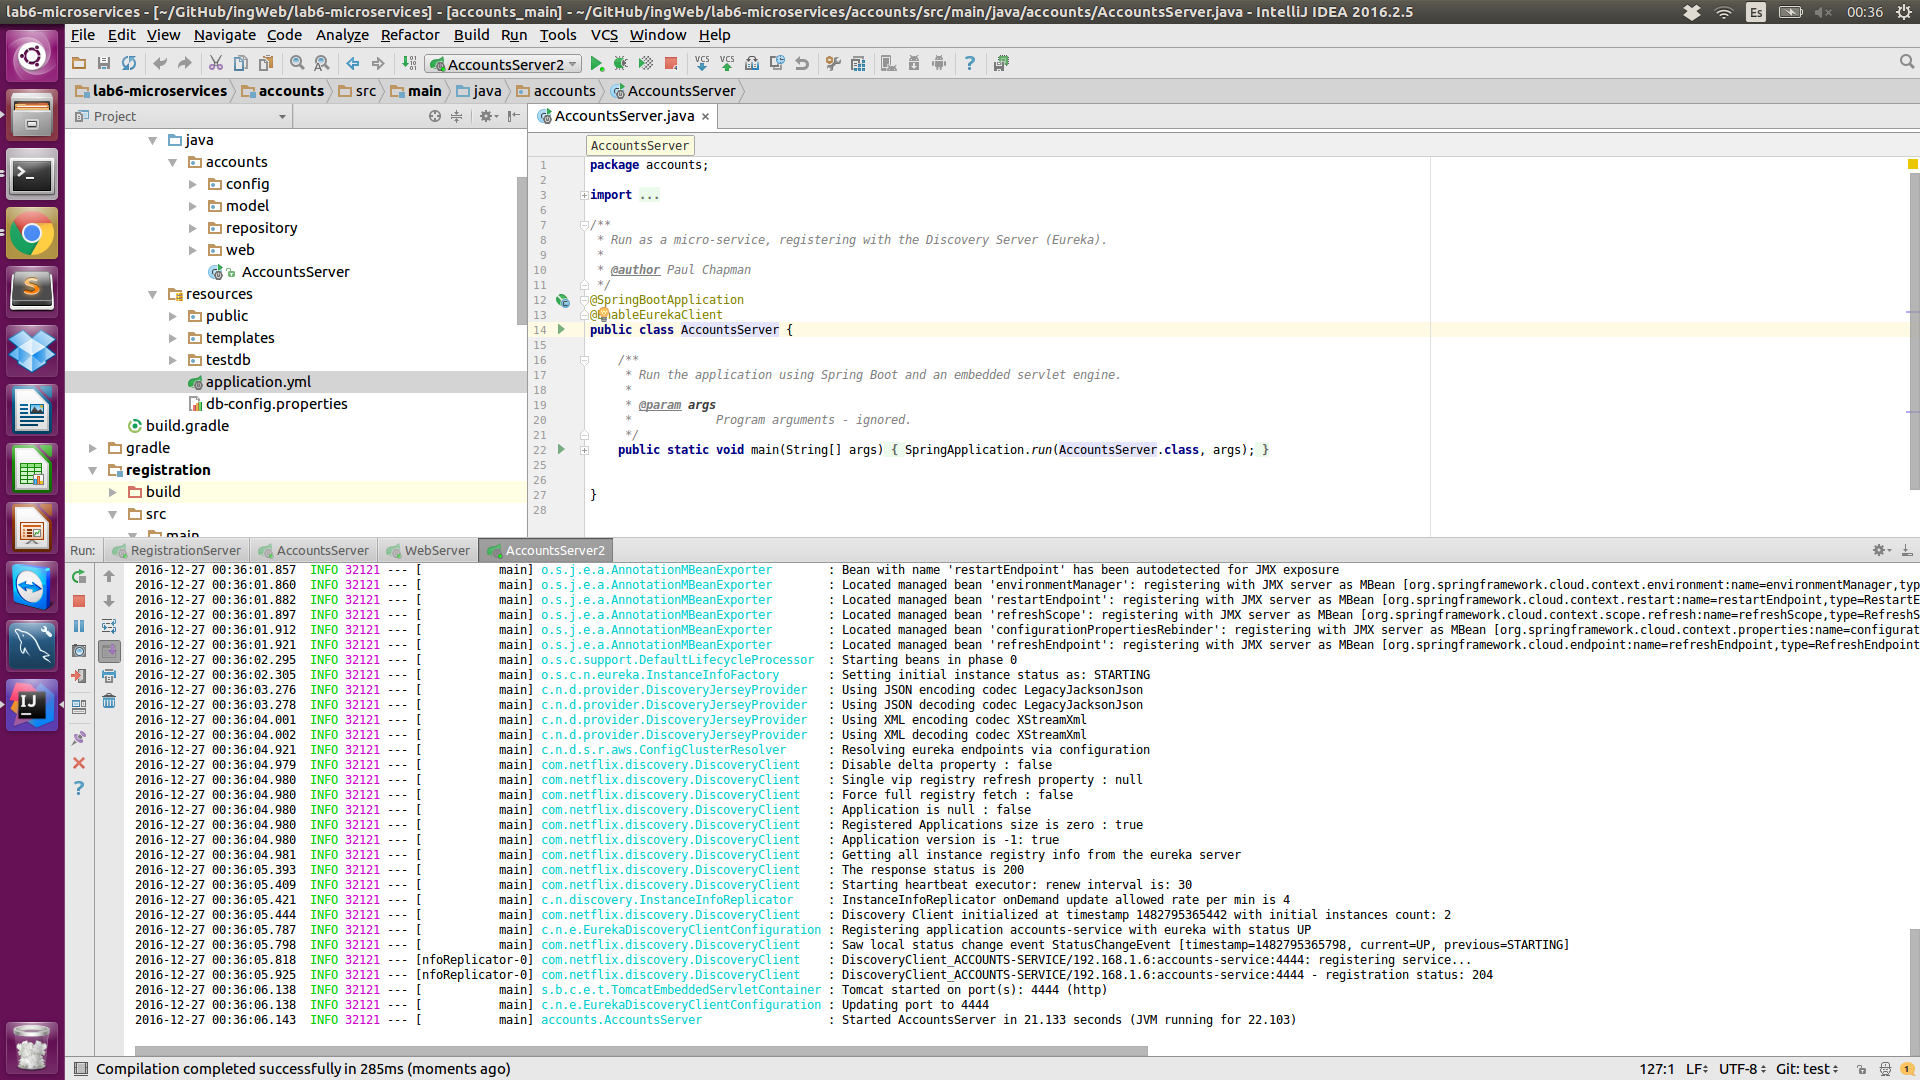 lab6-microservices - [~/GitHub/ingWeb/lab6-microservices] - [accounts_main] - ~/GitHub/ingWeb/lab6-microservices/accounts/src/main/java/accounts/AccountsServer.java - IntelliJ IDEA 2016.2.5
Es
00:36
File Edit View Navigate Code Analyze Refactor Build Run Tools VCS Window Help
AccountsServer2
lab6-microservices accounts src main java accounts AccountsServer
Project
AccountsServer.java
java
accounts
config
model
repository
web
AccountsServer
resources
public
templates
testdb
application.yml
db-config.properties
build.gradle
gradle
registration
build
src
main
AccountsServer
1 package accounts;
2
3 import ...
6
7 /**
8 * Run as a micro-service, registering with the Discovery Server (Eureka).
9 *
10 * @author Paul Chapman
11 */
12 @SpringBootApplication
13 @EnableEurekaClient
14 public class AccountsServer {
15
16 /**
17 * Run the application using Spring Boot and an embedded servlet engine.
18 *
19 * @param args
20 * Program arguments - ignored.
21 */
22 public static void main(String[] args) { SpringApplication.run(AccountsServer.class, args); }
25
26
27 }
28
Run: RegistrationServer AccountsServer WebServer AccountsServer2
2016-12-27 00:36:01.857 INFO 32121 --- [ main] o.s.j.e.a.AnnotationMBeanExporter : Bean with name 'restartEndpoint' has been autodetected for JMX exposure
2016-12-27 00:36:01.860 INFO 32121 --- [ main] o.s.j.e.a.AnnotationMBeanExporter : Located managed bean 'environmentManager': registering with JMX server as MBean [org.springframework.cloud.context.environment:name=environmentManager,typ
2016-12-27 00:36:01.882 INFO 32121 --- [ main] o.s.j.e.a.AnnotationMBeanExporter : Located managed bean 'restartEndpoint': registering with JMX server as MBean [org.springframework.cloud.context.restart:name=restartEndpoint,type=RestartE
2016-12-27 00:36:01.897 INFO 32121 --- [ main] o.s.j.e.a.AnnotationMBeanExporter : Located managed bean 'refreshScope': registering with JMX server as MBean [org.springframework.cloud.context.scope.refresh:name=refreshScope,type=RefreshS
2016-12-27 00:36:01.912 INFO 32121 --- [ main] o.s.j.e.a.AnnotationMBeanExporter : Located managed bean 'configurationPropertiesRebinder': registering with JMX server as MBean [org.springframework.cloud.context.properties:name=configurat
2016-12-27 00:36:01.921 INFO 32121 --- [ main] o.s.j.e.a.AnnotationMBeanExporter : Located managed bean 'refreshEndpoint': registering with JMX server as MBean [org.springframework.cloud.endpoint:name=refreshEndpoint,type=RefreshEndpoint
2016-12-27 00:36:02.295 INFO 32121 --- [ main] o.s.c.support.DefaultLifecycleProcessor : Starting beans in phase 0
2016-12-27 00:36:02.305 INFO 32121 --- [ main] o.s.c.n.eureka.InstanceInfoFactory : Setting initial instance status as: STARTING
2016-12-27 00:36:03.276 INFO 32121 --- [ main] c.n.d.provider.DiscoveryJerseyProvider : Using JSON encoding codec LegacyJacksonJson
2016-12-27 00:36:03.278 INFO 32121 --- [ main] c.n.d.provider.DiscoveryJerseyProvider : Using JSON decoding codec LegacyJacksonJson
2016-12-27 00:36:04.001 INFO 32121 --- [ main] c.n.d.provider.DiscoveryJerseyProvider : Using XML encoding codec XStreamXml
2016-12-27 00:36:04.002 INFO 32121 --- [ main] c.n.d.provider.DiscoveryJerseyProvider : Using XML decoding codec XStreamXml
2016-12-27 00:36:04.921 INFO 32121 --- [ main] c.n.d.s.r.aws.ConfigClusterResolver : Resolving eureka endpoints via configuration
2016-12-27 00:36:04.979 INFO 32121 --- [ main] com.netflix.discovery.DiscoveryClient : Disable delta property : false
2016-12-27 00:36:04.980 INFO 32121 --- [ main] com.netflix.discovery.DiscoveryClient : Single vip registry refresh property : null
2016-12-27 00:36:04.980 INFO 32121 --- [ main] com.netflix.discovery.DiscoveryClient : Force full registry fetch : false
2016-12-27 00:36:04.980 INFO 32121 --- [ main] com.netflix.discovery.DiscoveryClient : Application is null : false
2016-12-27 00:36:04.980 INFO 32121 --- [ main] com.netflix.discovery.DiscoveryClient : Registered Applications size is zero : true
2016-12-27 00:36:04.980 INFO 32121 --- [ main] com.netflix.discovery.DiscoveryClient : Application version is -1: true
2016-12-27 00:36:04.981 INFO 32121 --- [ main] com.netflix.discovery.DiscoveryClient : Getting all instance registry info from the eureka server
2016-12-27 00:36:05.393 INFO 32121 --- [ main] com.netflix.discovery.DiscoveryClient : The response status is 200
2016-12-27 00:36:05.409 INFO 32121 --- [ main] com.netflix.discovery.DiscoveryClient : Starting heartbeat executor: renew interval is: 30
2016-12-27 00:36:05.421 INFO 32121 --- [ main] c.n.discovery.InstanceInfoReplicator : InstanceInfoReplicator onDemand update allowed rate per min is 4
2016-12-27 00:36:05.444 INFO 32121 --- [ main] com.netflix.discovery.DiscoveryClient : Discovery Client initialized at timestamp 1482795365442 with initial instances count: 2
2016-12-27 00:36:05.787 INFO 32121 --- [ main] c.n.e.EurekaDiscoveryClientConfiguration : Registering application accounts-service with eureka with status UP
2016-12-27 00:36:05.798 INFO 32121 --- [ main] com.netflix.discovery.DiscoveryClient : Saw local status change event StatusChangeEvent [timestamp=1482795365798, current=UP, previous=STARTING]
2016-12-27 00:36:05.818 INFO 32121 --- [nfoReplicator-0] com.netflix.discovery.DiscoveryClient : DiscoveryClient_ACCOUNTS-SERVICE/192.168.1.6:accounts-service:4444: registering service...
2016-12-27 00:36:05.925 INFO 32121 --- [nfoReplicator-0] com.netflix.discovery.DiscoveryClient : DiscoveryClient_ACCOUNTS-SERVICE/192.168.1.6:accounts-service:4444 - registration status: 204
2016-12-27 00:36:06.138 INFO 32121 --- [ main] s.b.c.e.t.TomcatEmbeddedServletContainer : Tomcat started on port(s): 4444 (http)
2016-12-27 00:36:06.138 INFO 32121 --- [ main] c.n.e.EurekaDiscoveryClientConfiguration : Updating port to 4444
2016-12-27 00:36:06.143 INFO 32121 --- [ main] accounts.AccountsServer : Started AccountsServer in 21.133 seconds (JVM running for 22.103)
Compilation completed successfully in 285ms (moments ago)
127:1 LF UTF-8 Git: test 1